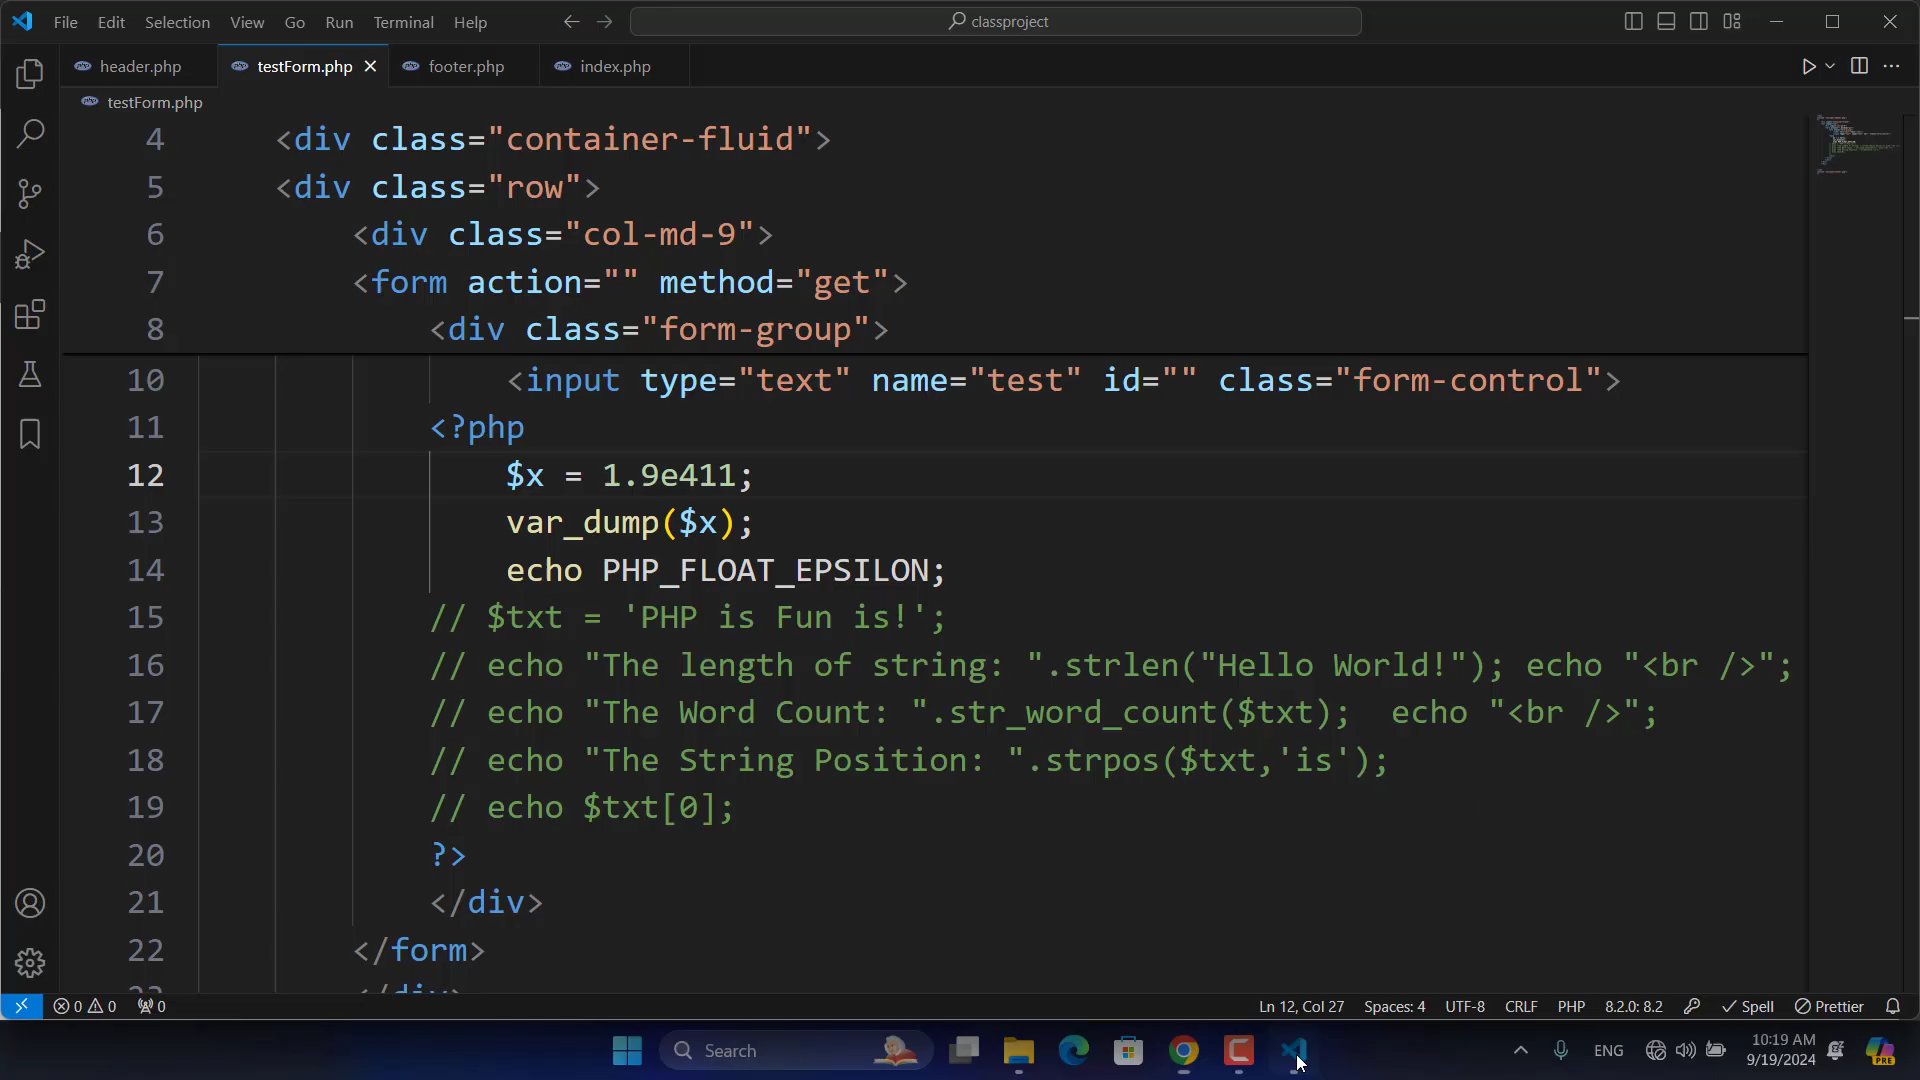 File Edit Selection View Go Run Terminal Help
classproject
header.php testForm.php footer.php index.php
testForm.php
4 <div class="container-fluid">
5 <div class="row">
6 <div class="col-md-9">
7 <form action="" method="get">
8 <div class="form-group">
10 <input type="text" name="test" id="" class="form-control">
11 <?php
12 $x = 1.9e411;
13 var_dump($x);
14 echo PHP_FLOAT_EPSILON;
15 // $txt = 'PHP is Fun is!';
16 // echo "The length of string: ".strlen("Hello World!"); echo "<br />";
17 // echo "The Word Count: ".str_word_count($txt);  echo "<br />";
18 // echo "The String Position: ".strpos($txt,'is');
19 // echo $txt[0];
20 ?>
21 </div>
22 </form>
0 0 0 Ln 12, Col 27 Spaces: 4 UTF-8 CRLF PHP 8.2.0: 8.2 Spell Prettier
Search ENG 10:19 AM
9/19/2024